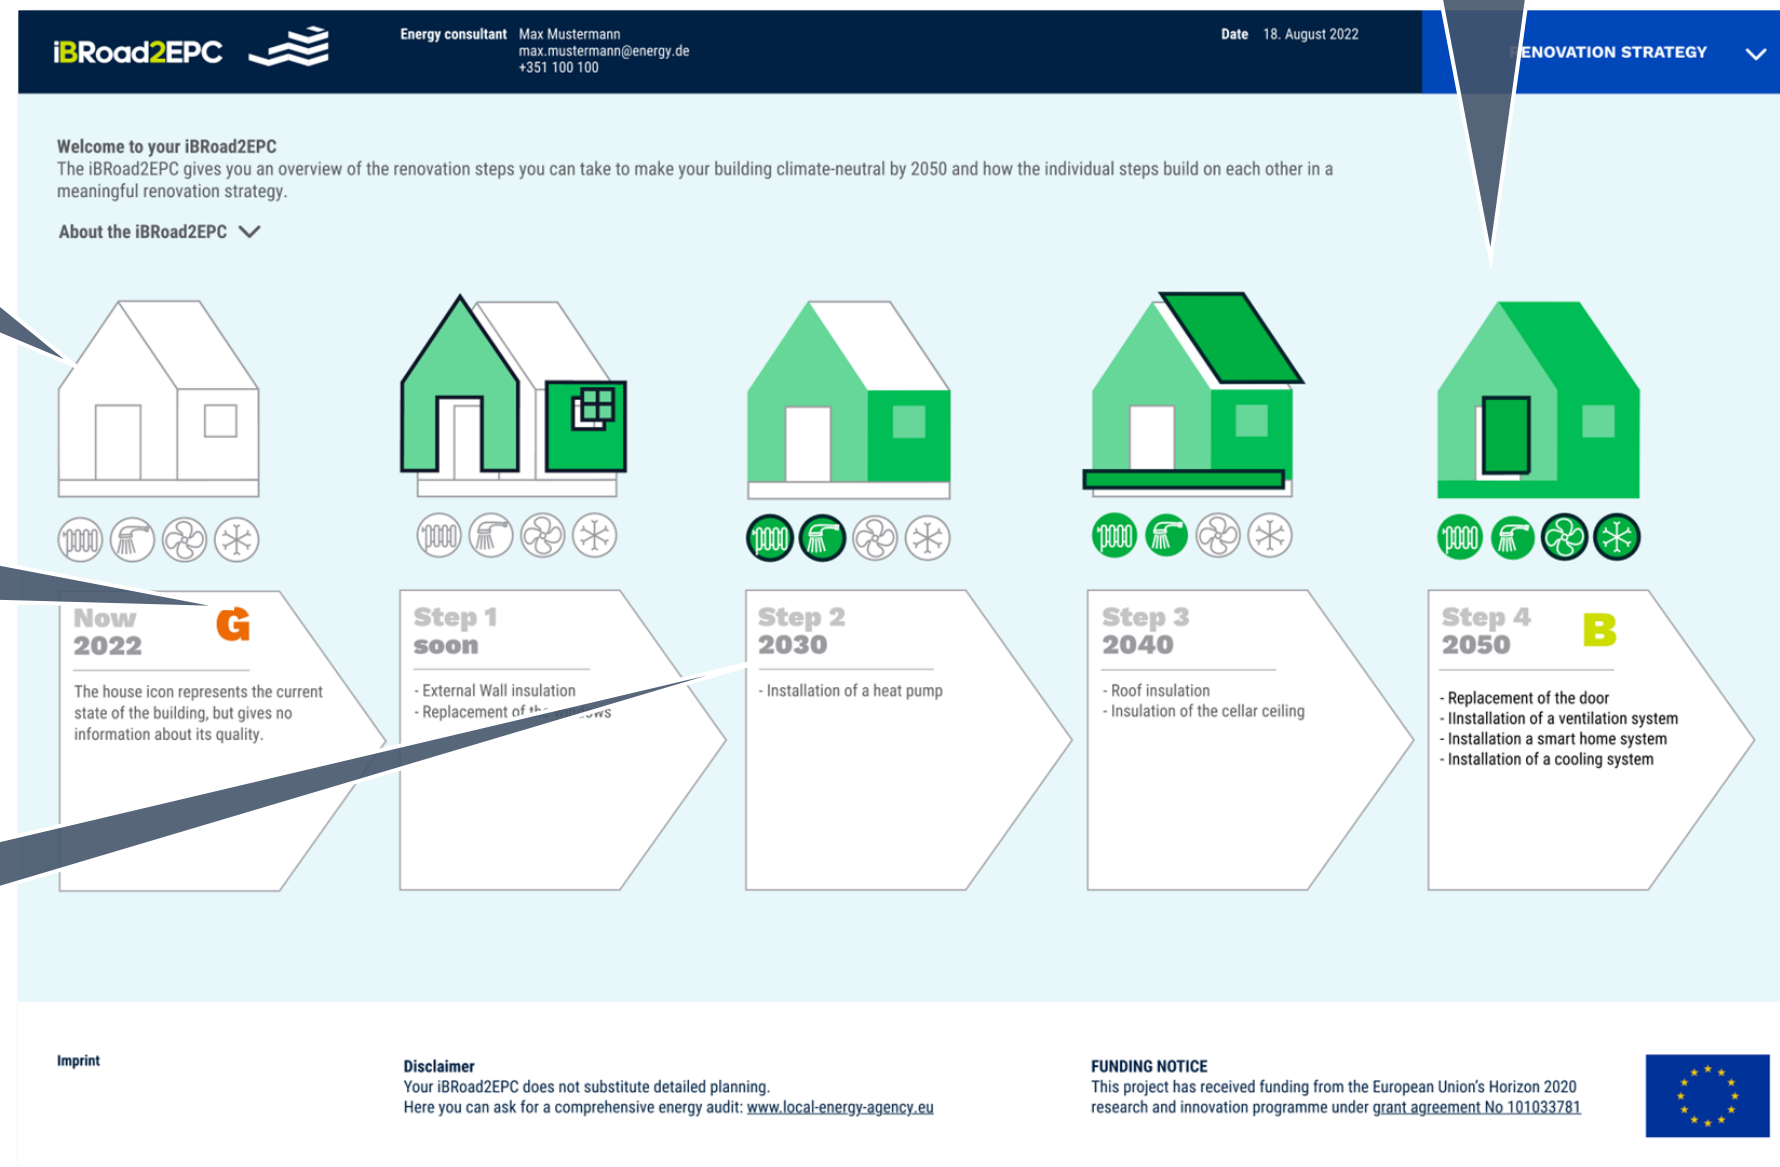 iBRoad2EPC
Energy consultant Max Mustermann
max.mustermann@energy.de
+351 100 100
Date 18. August 2022
ENOVATION STRATEGY
Welcome to your iBRoad2EPC
The iBRoad2EPC gives you an overview of the renovation steps you can take to make your building climate-neutral by 2050 and how the individual steps build on each other in a
meaningful renovation strategy.
About the iBRoad2EPC
Now
2022
G
The house icon represents the current
state of the building, but gives no
information about its quality.
Step 1
soon
- External Wall insulation
- Replacement of the windows
Step 2
2030
- Installation of a heat pump
Step 3
2040
- Roof insulation
- Insulation of the cellar ceiling
Step 4
2050
B
- Replacement of the door
- IInstallation of a ventilation system
- Installation a smart home system
- Installation of a cooling system
Imprint
Disclaimer
Your iBRoad2EPC does not substitute detailed planning.
Here you can ask for a comprehensive energy audit: www.local-energy-agency.eu
FUNDING NOTICE
This project has received funding from the European Union's Horizon 2020
research and innovation programme under grant agreement No 101033781